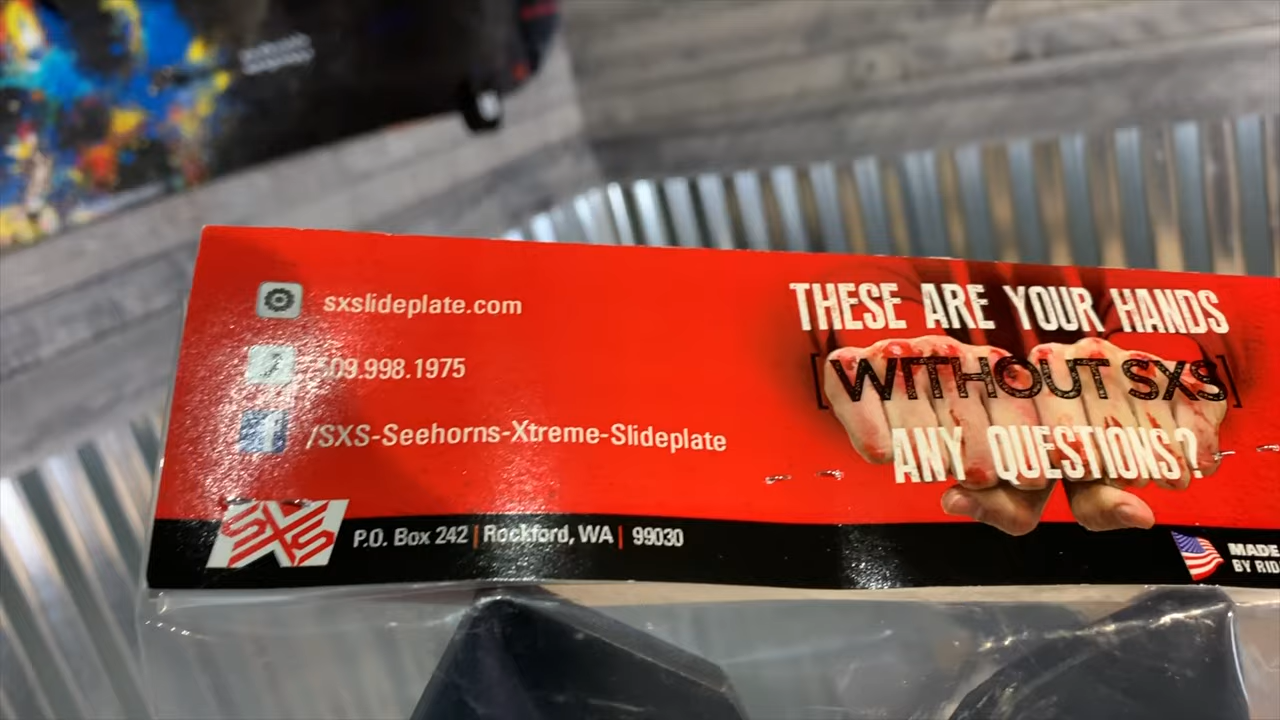 sxslideplate.com
509.998.1975
/SXS-Seehorns-Xtreme-Slideplate
SXS
P.O. Box 242 | Rockford, WA | 99030
THESE ARE YOUR HANDS
[WITHOUT SXS]
ANY QUESTIONS?
MADE
BY RID